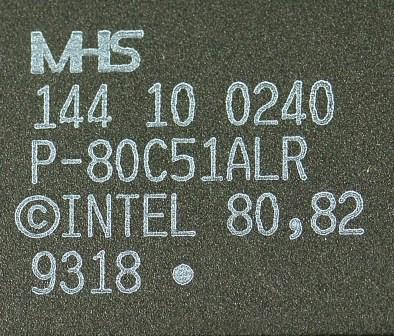 MHS
144 10 0240
P-80C51ALR
©INTEL 80,82
9318 •